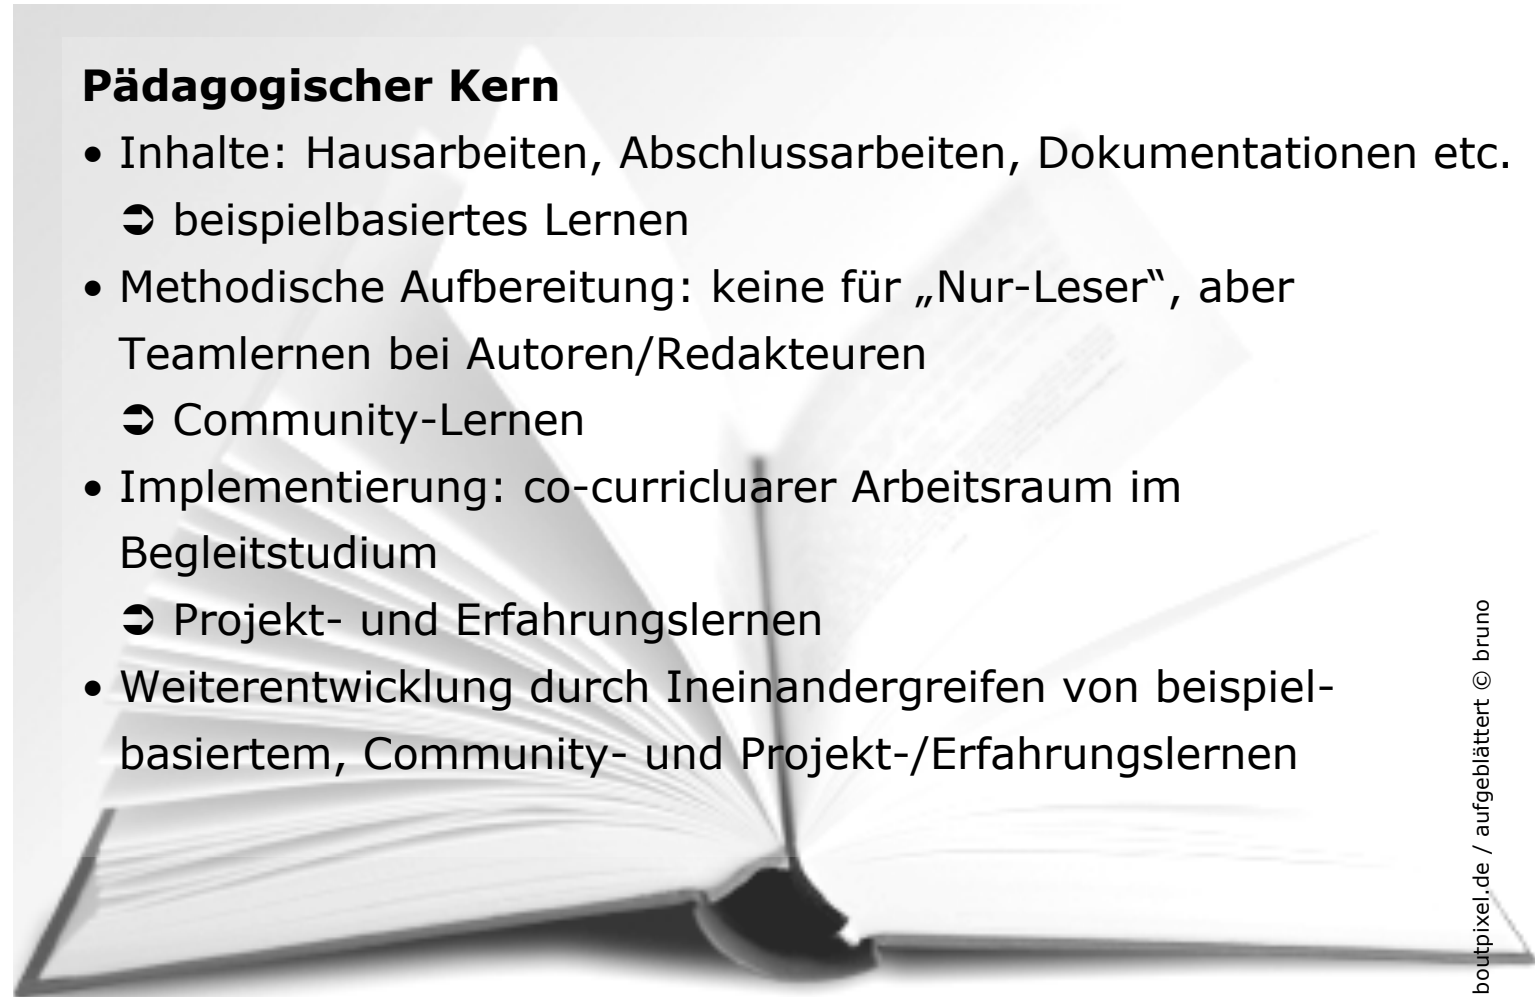 Pädagogischer Kern
• Inhalte: Hausarbeiten, Abschlussarbeiten, Dokumentationen etc.
➲ beispielbasiertes Lernen
• Methodische Aufbereitung: keine für „Nur-Leser“, aber
Teamlernen bei Autoren/Redakteuren
➲ Community-Lernen
• Implementierung: co-curricluarer Arbeitsraum im
Begleitstudium
➲ Projekt- und Erfahrungslernen
• Weiterentwicklung durch Ineinandergreifen von beispiel-
basiertem, Community- und Projekt-/Erfahrungslernen
boutpixel.de / aufgeblättert © bruno